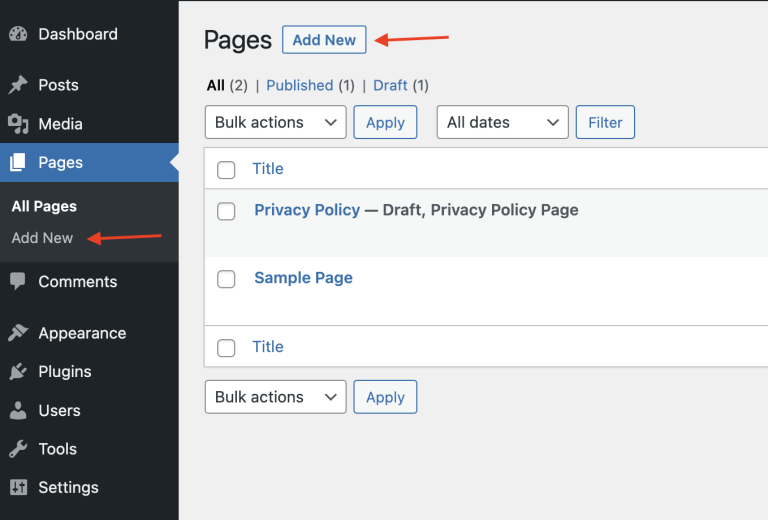 Dashboard
Posts
Media
Pages
All Pages
Add New
Comments
Appearance
Plugins
Users
Tools
Settings
Pages Add New
All (2) | Published (1) | Draft (1)
Bulk actions Apply All dates Filter
Title
Privacy Policy — Draft, Privacy Policy Page
Sample Page
Title
Bulk actions Apply